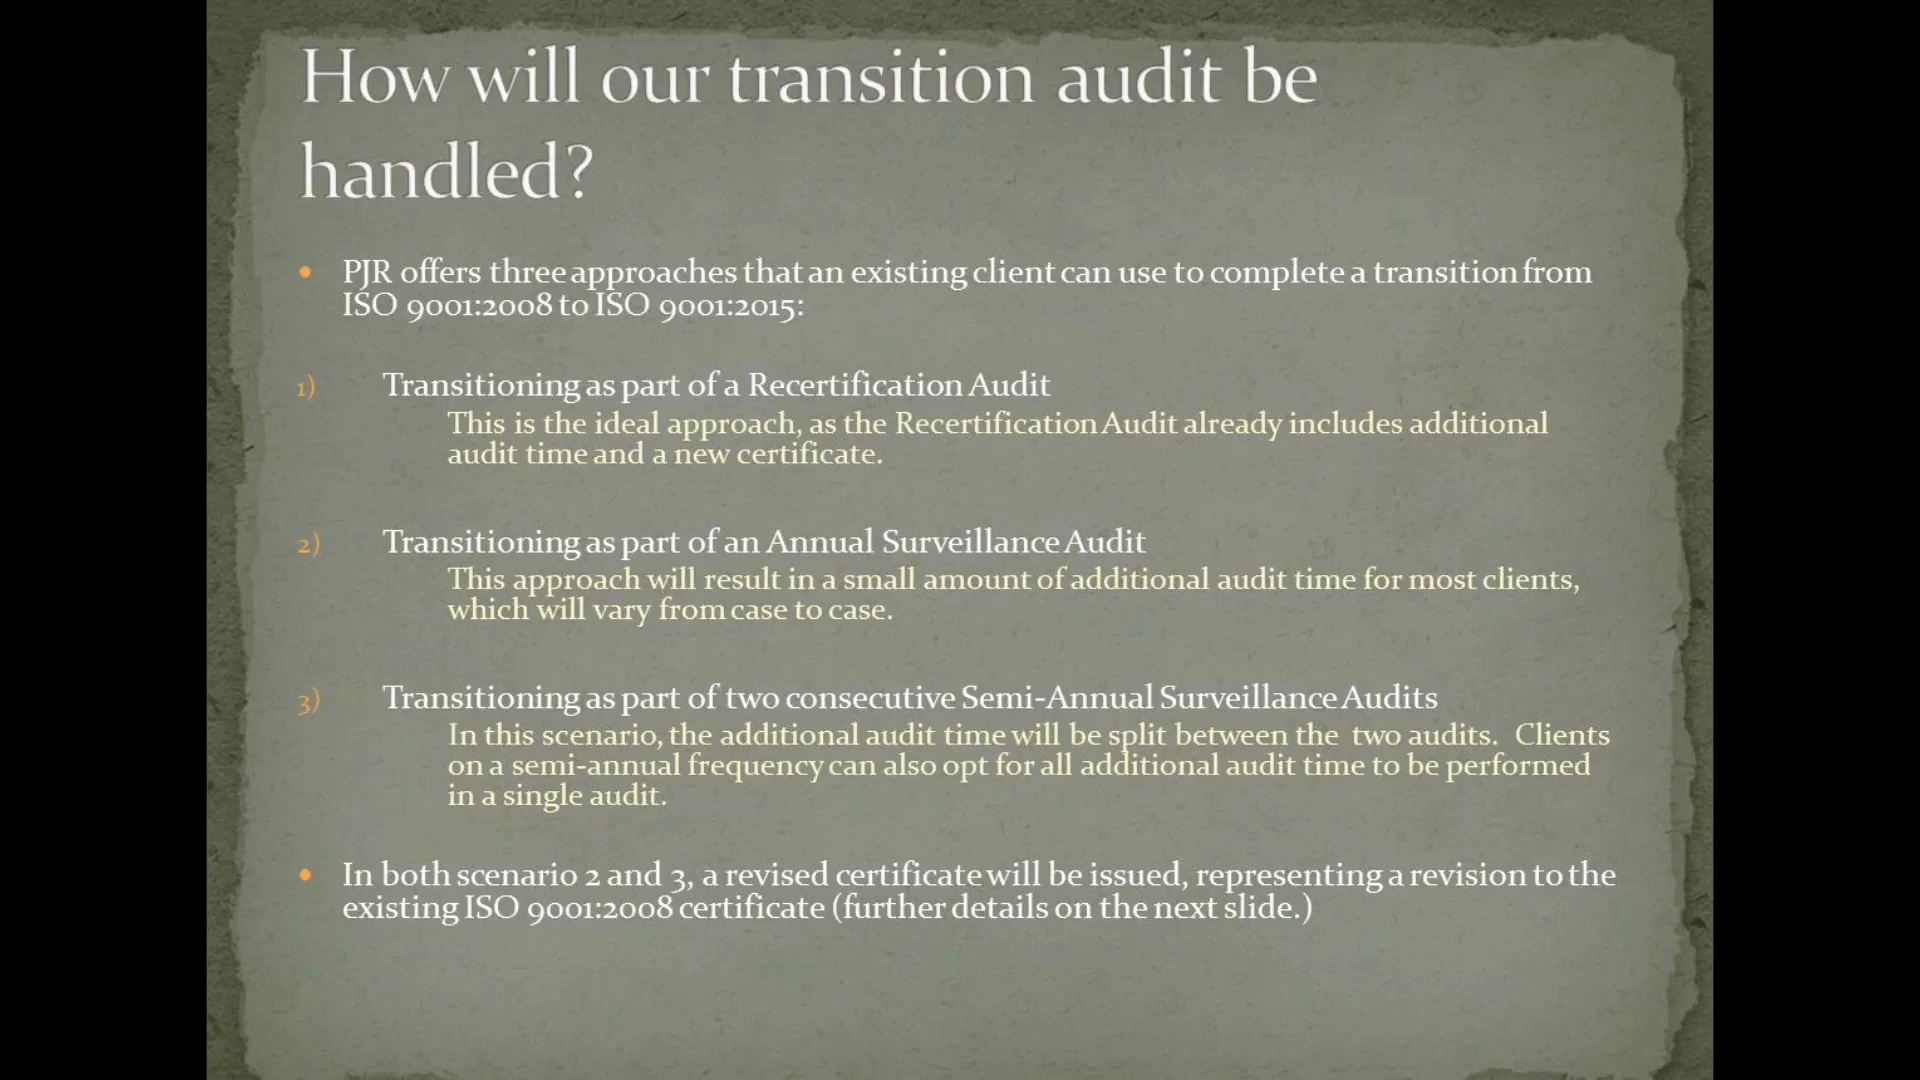 How will our transition audit be
handled?
• PJR offers three approaches that an existing client can use to complete a transition from
ISO 9001:2008 to ISO 9001:2015:
1) Transitioning as part of a Recertification Audit
This is the ideal approach, as the Recertification Audit already includes additional
audit time and a new certificate.
2) Transitioning as part of an Annual Surveillance Audit
This approach will result in a small amount of additional audit time for most clients,
which will vary from case to case.
3) Transitioning as part of two consecutive Semi-Annual Surveillance Audits
In this scenario, the additional audit time will be split between the two audits. Clients
on a semi-annual frequency can also opt for all additional audit time to be performed
in a single audit.
• In both scenario 2 and 3, a revised certificate will be issued, representing a revision to the
existing ISO 9001:2008 certificate (further details on the next slide.)